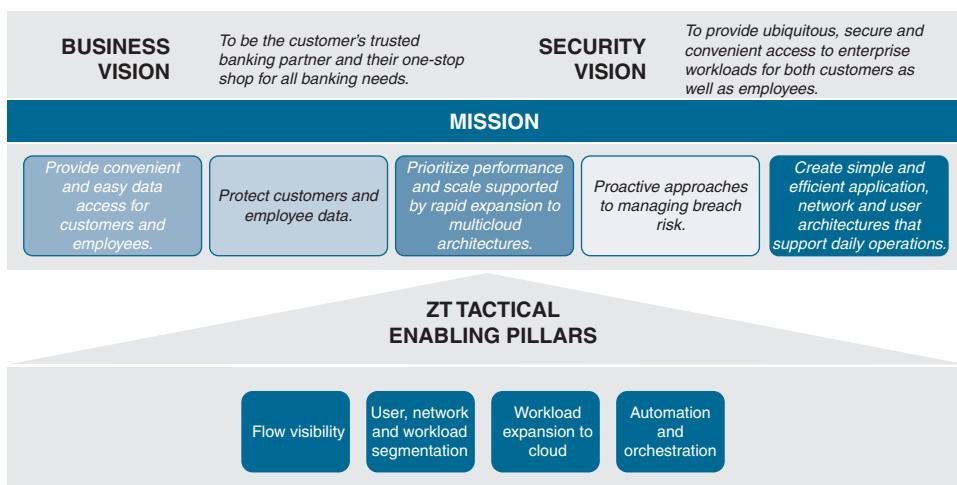 BUSINESS
VISION
To be the customer's trusted
banking partner and their one-stop
shop for all banking needs.
SECURITY
VISION
To provide ubiquitous, secure and
convenient access to enterprise
workloads for both customers as
well as employees.
MISSION
Provide convenient
and easy data
access for
customers and
employees.
Protect customers and
employee data.
Prioritize performance
and scale supported
by rapid expansion to
multicloud
architectures.
Proactive approaches
to managing breach
risk.
Create simple and
efficient application,
network and user
architectures that
support daily operations.
ZT TACTICAL
ENABLING PILLARS
Flow visibility
User, network
and workload
segmentation
Workload
expansion to
cloud
Automation
and
orchestration